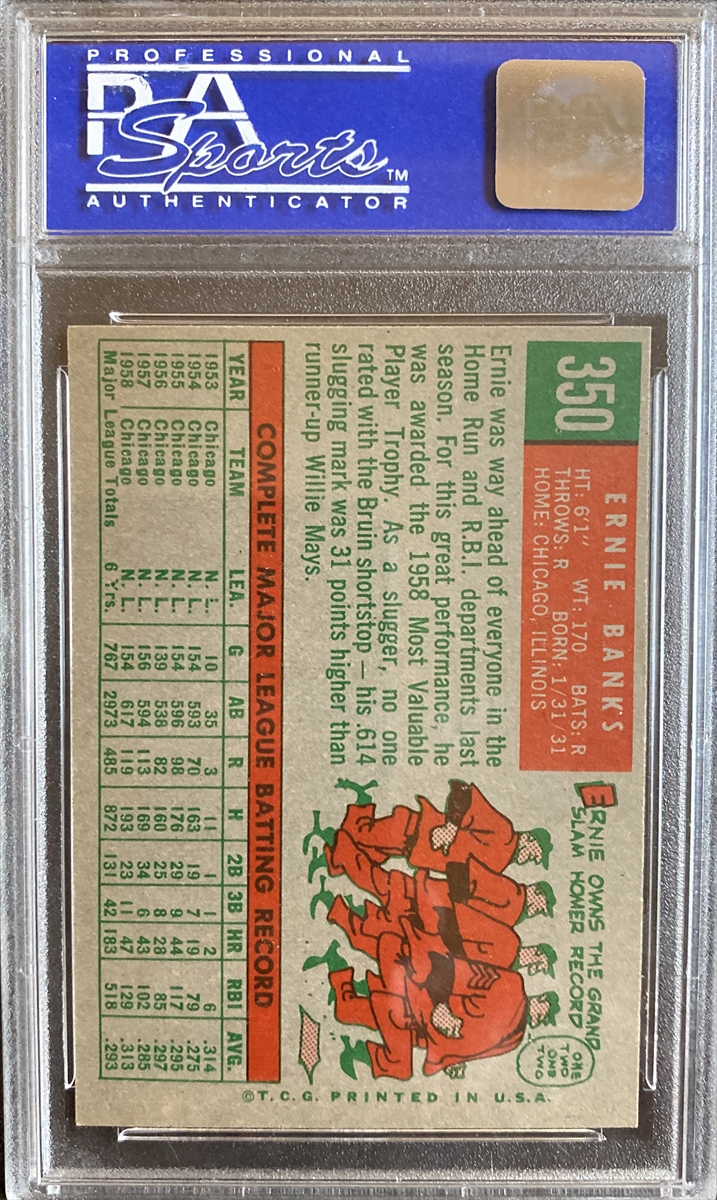 PROFESSIONAL
PSA
Sports™
AUTHENTICATOR
350
ERNIE BANKS
HT: 6'1" WT: 170 BATS: R
THROWS: R BORN: 1/31/31
HOME: CHICAGO, ILLINOIS
Ernie was way ahead of everyone in the
Home Run and R.B.I. departments last
season. For this great performance, he
was awarded the 1958 Most Valuable
Player Trophy. As a slugger, no one
rated with the Bruin shortstop — his .614
slugging mark was 31 points higher than
runner-up Willie Mays.
ERNIE OWNS THE GRAND
SLAM HOMER RECORD
ONE
TWO
ONE
TWO
COMPLETE MAJOR LEAGUE BATTING RECORD
YEAR TEAM LEA. G AB R H 2B 3B HR RBI AVG.
1953 Chicago N. L. 10 35 3 11 1 1 2 6 .314
1954 Chicago N. L. 154 593 70 163 19 7 19 79 .275
1955 Chicago N. L. 154 596 98 176 29 9 44 117 .295
1956 Chicago N. L. 139 538 82 160 25 8 28 85 .297
1957 Chicago N. L. 156 594 113 169 34 6 43 102 .285
1958 Chicago N. L. 154 617 119 193 23 11 47 129 .313
Major League Totals 6 Yrs. 767 2973 485 872 131 42 183 518 .293
©T.C.G. PRINTED IN U.S.A.